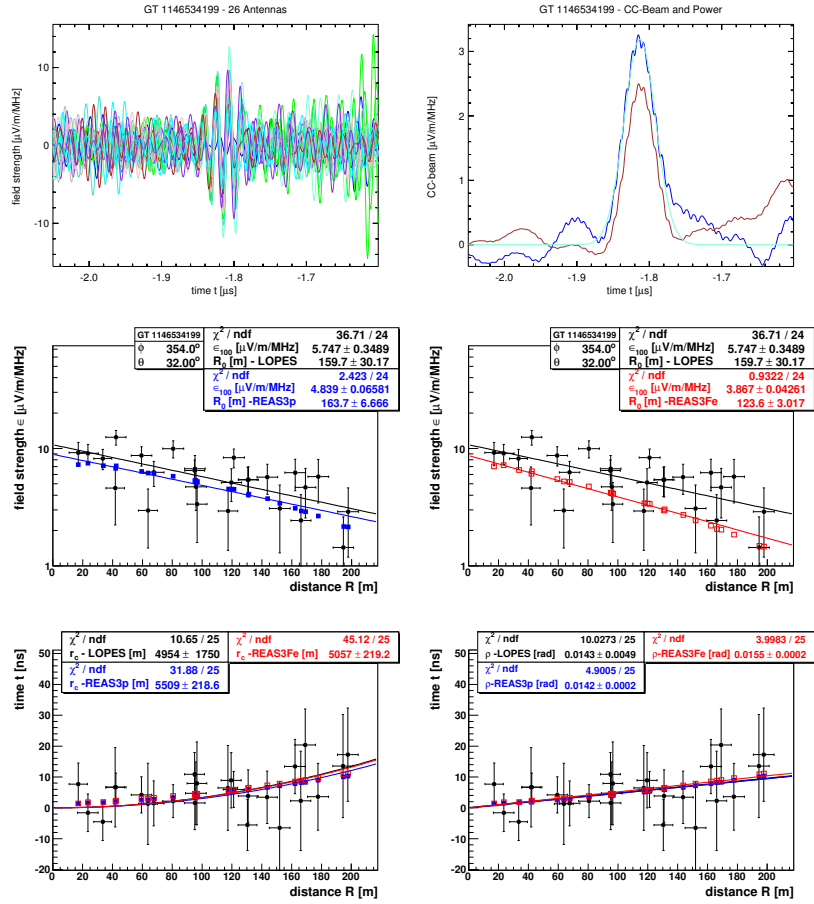 GT 1146534199 - 26 Antennas
field strength [μV/m/MHz]
10
0
-10
-2.0
-1.9
-1.8
-1.7
time t [μs]
GT 1146534199 - CC-Beam and Power
CC-beam [μV/m/MHz]
3
2
1
0
-2.0
-1.9
-1.8
-1.7
time t [μs]
GT 1146534199
φ 354.0°
θ 32.00°
χ² / ndf 36.71 / 24
ϵ₁₀₀ [μV/m/MHz] 5.747 ± 0.3489
R₀ [m] - LOPES 159.7 ± 30.17
χ² / ndf 2.423 / 24
ϵ₁₀₀ [μV/m/MHz] 4.839 ± 0.06581
R₀ [m] -REAS3p 163.7 ± 6.666
field strength ϵ [μV/m/MHz]
10
1
0 20 40 60 80 100 120 140 160 180 200
distance R [m]
GT 1146534199
φ 354.0°
θ 32.00°
χ² / ndf 36.71 / 24
ϵ₁₀₀ [μV/m/MHz] 5.747 ± 0.3489
R₀ [m] - LOPES 159.7 ± 30.17
χ² / ndf 0.9322 / 24
ϵ₁₀₀ [μV/m/MHz] 3.867 ± 0.04261
R₀ [m] -REAS3Fe 123.6 ± 3.017
field strength ϵ [μV/m/MHz]
10
1
0 20 40 60 80 100 120 140 160 180 200
distance R [m]
χ² / ndf 10.65 / 25
r_c - LOPES [m] 4954 ± 1750
χ² / ndf 45.12 / 25
r_c -REAS3Fe [m] 5057 ± 219.2
χ² / ndf 31.88 / 25
r_c -REAS3p [m] 5509 ± 218.6
time t [ns]
50
40
30
20
10
0
-10
-20
0 20 40 60 80 100 120 140 160 180 200
distance R [m]
χ² / ndf 10.0273 / 25
ρ -LOPES [rad] 0.0143 ± 0.0049
χ² / ndf 3.9983 / 25
ρ-REAS3Fe [rad] 0.0155 ± 0.0002
χ² / ndf 4.9005 / 25
ρ-REAS3p [rad] 0.0142 ± 0.0002
time t [ns]
50
40
30
20
10
0
-10
-20
0 20 40 60 80 100 120 140 160 180 200
distance R [m]